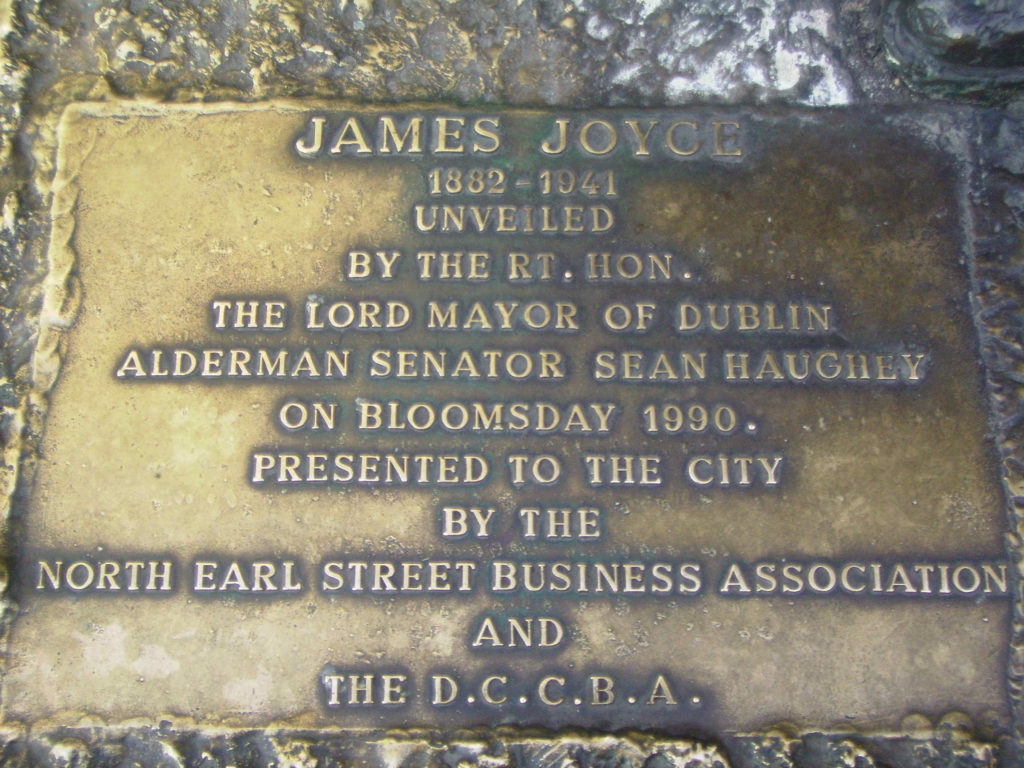 JAMES JOYCE
1882-1941
UNVEILED
BY THE RT. HON.
THE LORD MAYOR OF DUBLIN
ALDERMAN SENATOR SEAN HAUGHEY
ON BLOOMSDAY 1990.
PRESENTED TO THE CITY
BY THE
NORTH EARL STREET BUSINESS ASSOCIATION
AND
THE D.C.C.B.A.